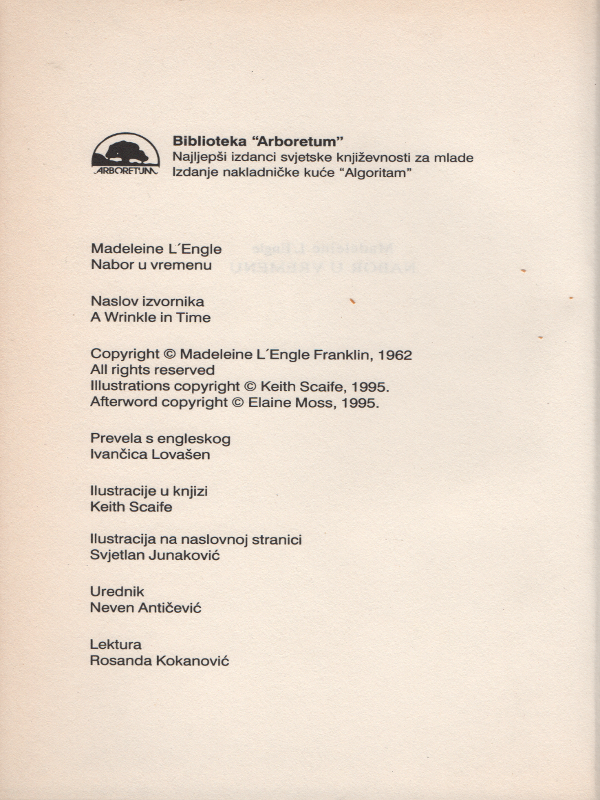 ARBORETUM
Biblioteka "Arboretum"
Najljepši izdanci svjetske književnosti za mlade
Izdanje nakladničke kuće "Algoritam"
Madeleine L´Engle
Nabor u vremenu
Naslov izvornika
A Wrinkle in Time
Copyright © Madeleine L´Engle Franklin, 1962
All rights reserved
Illustrations copyright © Keith Scaife, 1995.
Afterword copyright © Elaine Moss, 1995.
Prevela s engleskog
Ivančica Lovašen
Ilustracije u knjizi
Keith Scaife
Ilustracija na naslovnoj stranici
Svjetlan Junaković
Urednik
Neven Antičević
Lektura
Rosanda Kokanović